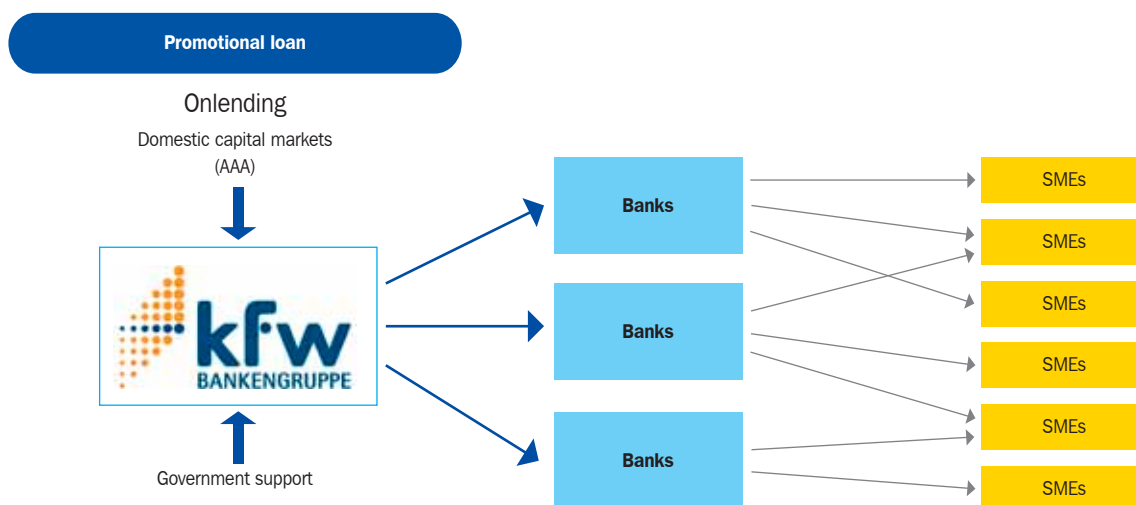 Promotional loan
Onlending
Domestic capital markets
(AAA)
kfw
BANKENGRUPPE
Government support
Banks
Banks
Banks
SMEs
SMEs
SMEs
SMEs
SMEs
SMEs